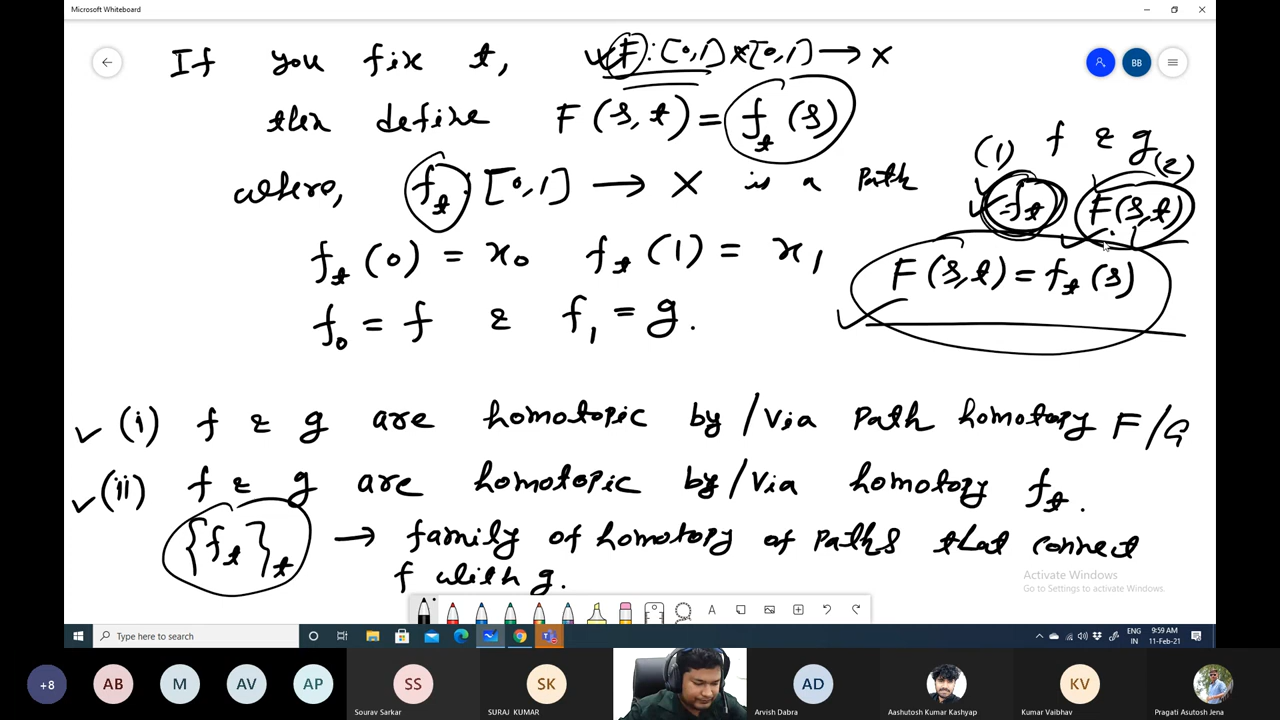 Microsoft Whiteboard
If you fix t, F : [0,1] × [0,1] → X
then define F(s,t) = f_t(s)
where, f_t : [0,1] → X is a Path
f_t(0) = x_0 f_t(1) = x_1
f_0 = f & f_1 = g.
(1) f & g (2)
f_t F(s,t)
F(s,t) = f_t(s)
(i) f & g are homotopic by/Via Path homotopy F/G
(ii) f & g are homotopic by/Via homotopy f_t.
{f_t}_t → family of homotopy of Paths that connect
f with g.
Activate Windows
Go to Settings to activate Windows.
BB
A
Type here to search
ENG
IN
9:59 AM
11-Feb-21
+8
AB
M
AV
AP
SS
Sourav Sarkar
SK
SURAJ KUMAR
AD
Arvish Dabra
Aashutosh Kumar Kashyap
KV
Kumar Vaibhav
Pragati Asutosh Jena